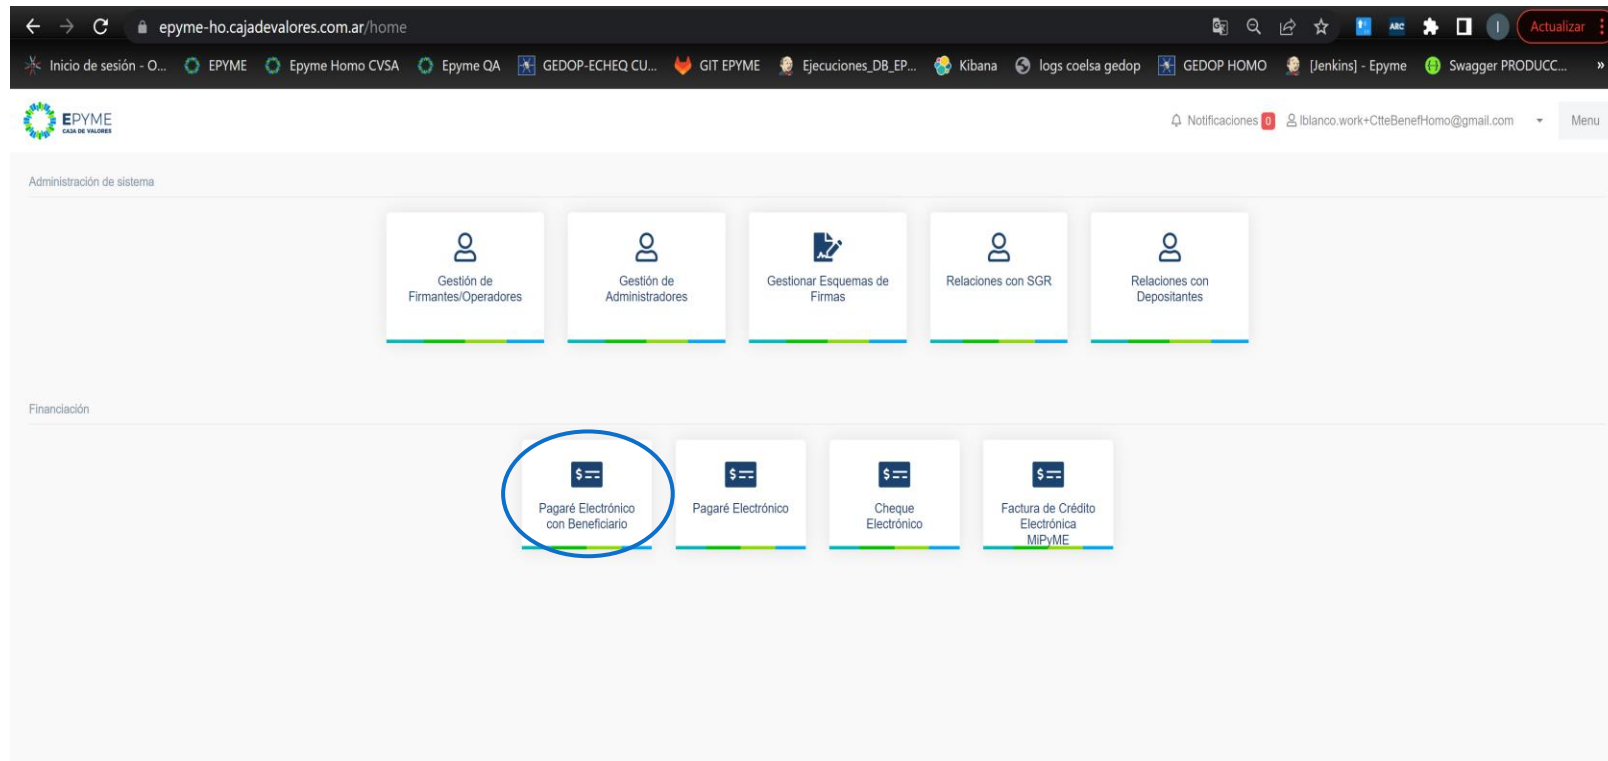 epyme-ho.cajadevalores.com.ar/home
ARC
I
Actualizar
Inicio de sesión - O...
EPYME
Epyme Homo CVSA
Epyme QA
GEDOP-ECHEQ CU...
GIT EPYME
Ejecuciones_DB_EP...
Kibana
logs coelsa gedop
GEDOP HOMO
[Jenkins] - Epyme
Swagger PRODUCC...
»
EPYME
CAJA DE VALORES
Notificaciones 0
lblanco.work+CtteBenefHomo@gmail.com
Menu
Administración de sistema
Gestión de
Firmantes/Operadores
Gestión de
Administradores
Gestionar Esquemas de
Firmas
Relaciones con SGR
Relaciones con
Depositantes
Financiación
$
Pagaré Electrónico
con Beneficiario
$
Pagaré Electrónico
$
Cheque
Electrónico
$
Factura de Crédito
Electrónica
MiPyME